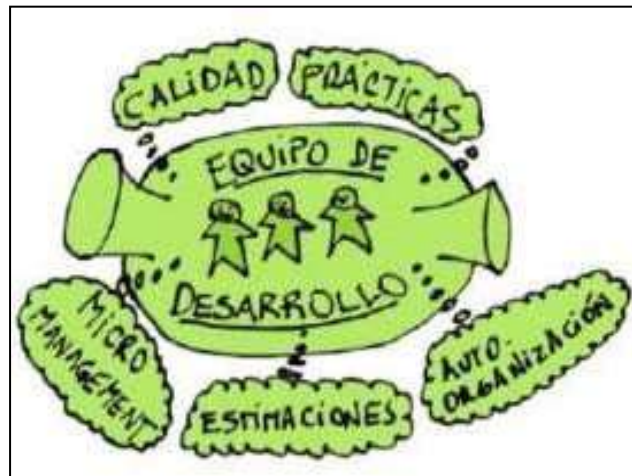 CALIDAD
PRÁCTICAS
EQUIPO DE
DESARROLLO
MICRO
MANAGEMENT
ESTIMACIONES
AUTO-
ORGANIZACIÓN